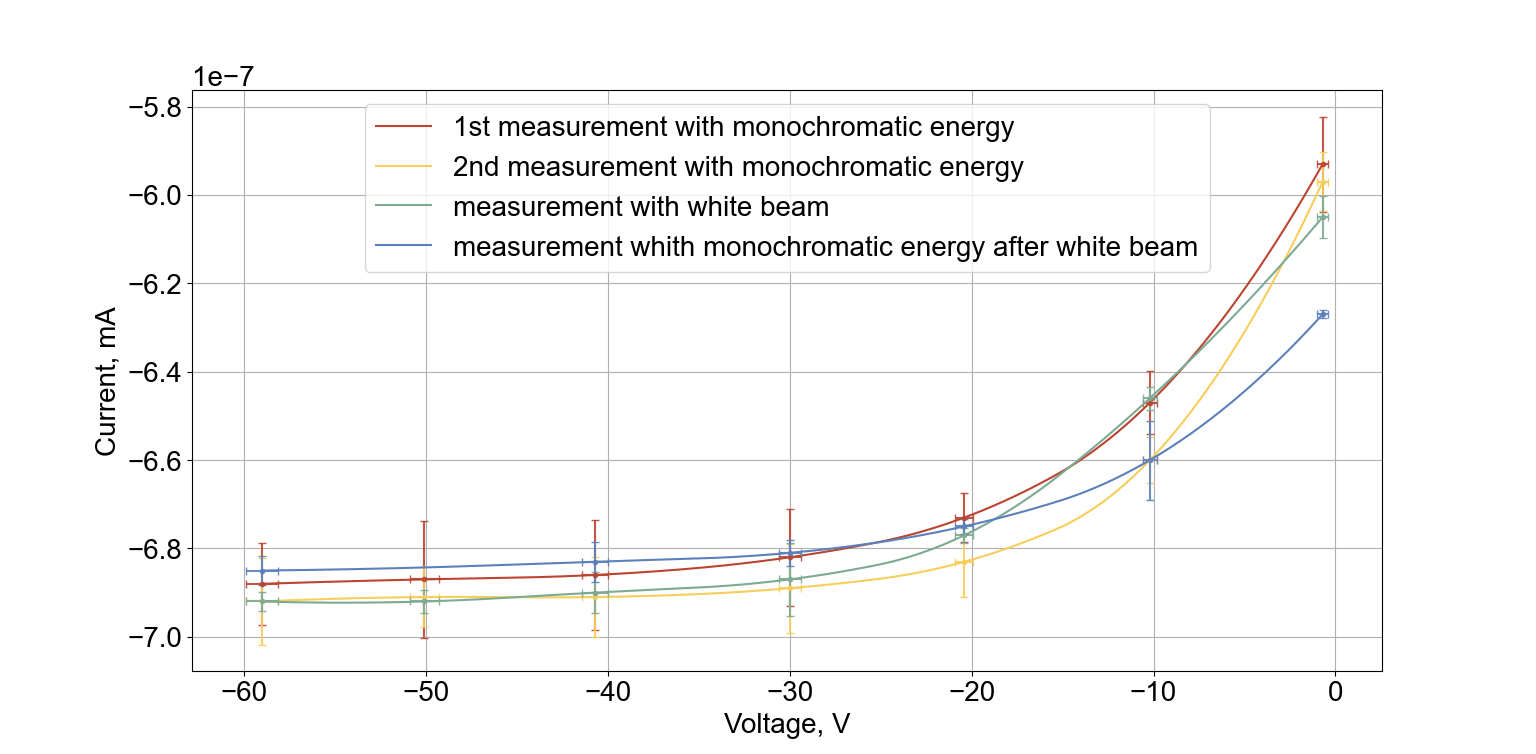 1e−7
−5.8
−6.0
−6.2
−6.4
−6.6
−6.8
−7.0
Current, mA
1st measurement with monochromatic energy
2nd measurement with monochromatic energy
measurement with white beam
measurement whith monochromatic energy after white beam
−60
−50
−40
−30
−20
−10
0
Voltage, V